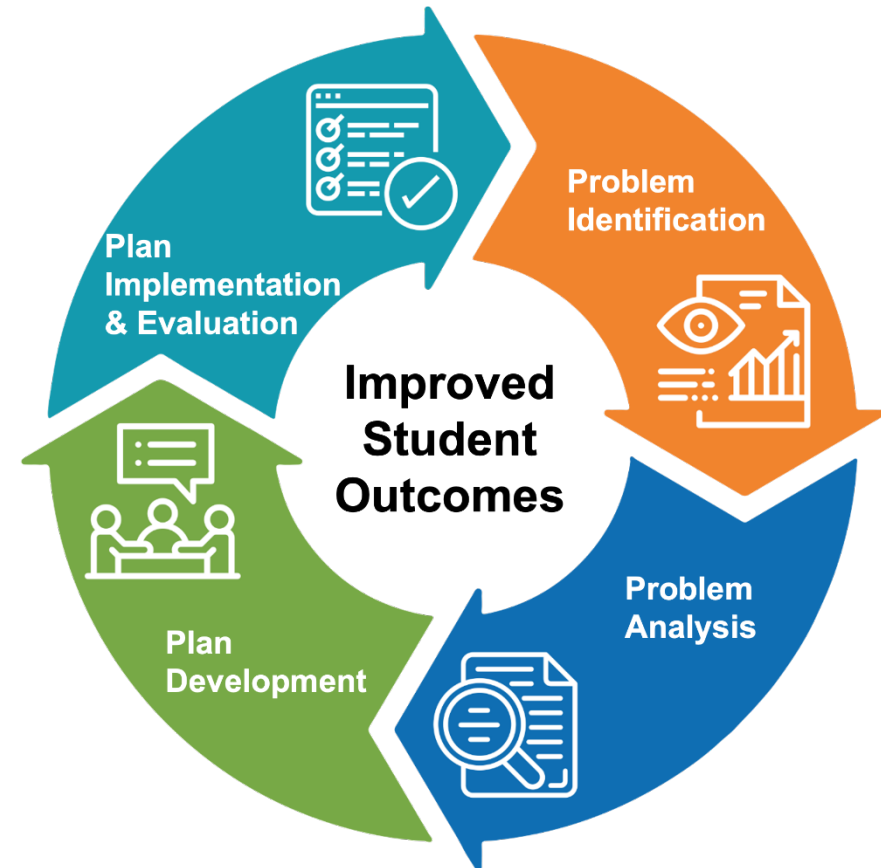 Problem
Identification
Problem
Analysis
Plan
Development
Plan
Implementation
& Evaluation
Improved
Student
Outcomes